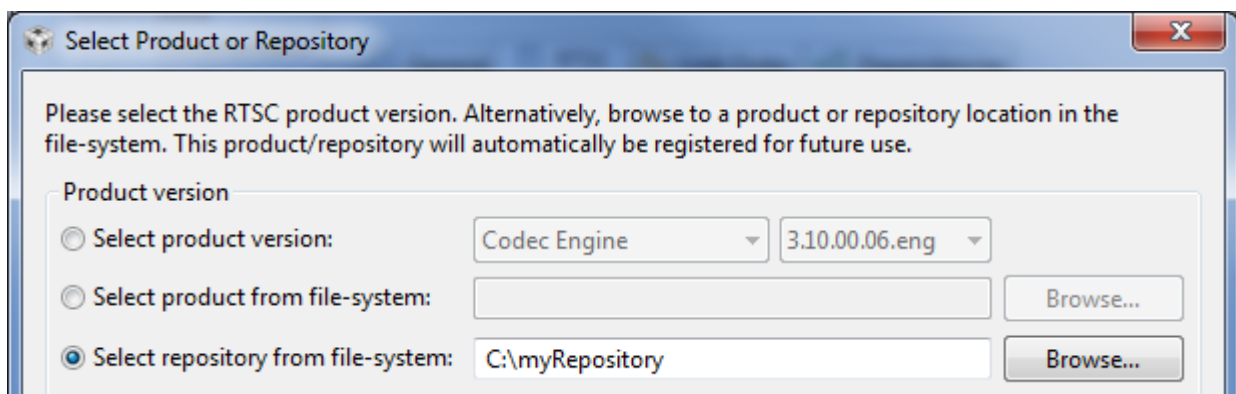 Select Product or Repository
Please select the RTSC product version. Alternatively, browse to a product or repository location in the
file-system. This product/repository will automatically be registered for future use.
Product version
Select product version: Codec Engine 3.10.00.06.eng
Select product from file-system: Browse...
Select repository from file-system: C:\myRepository Browse...